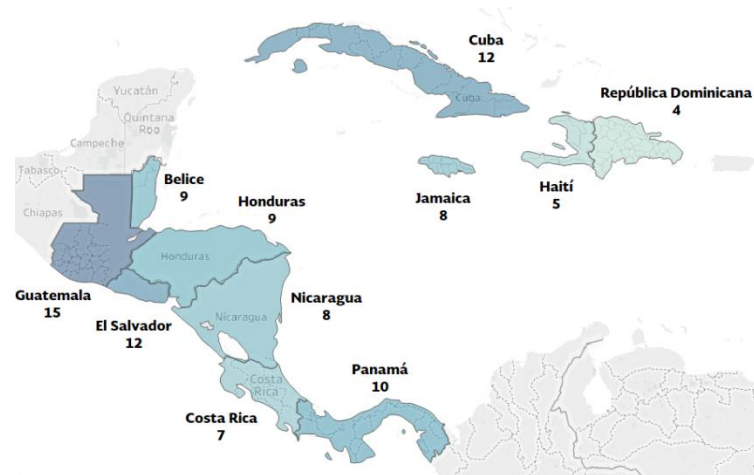 Cuba
12
Cuba
República Dominicana
4
Yucatán
Quintana
Roo
Campeche
Tabasco
Chiapas
Belice
9
Honduras
9
Jamaica
8
Haití
5
Honduras
Guatemala
15
El Salvador
12
Nicaragua
8
Nicaragua
Panamá
10
Costa
Rica
Costa Rica
7